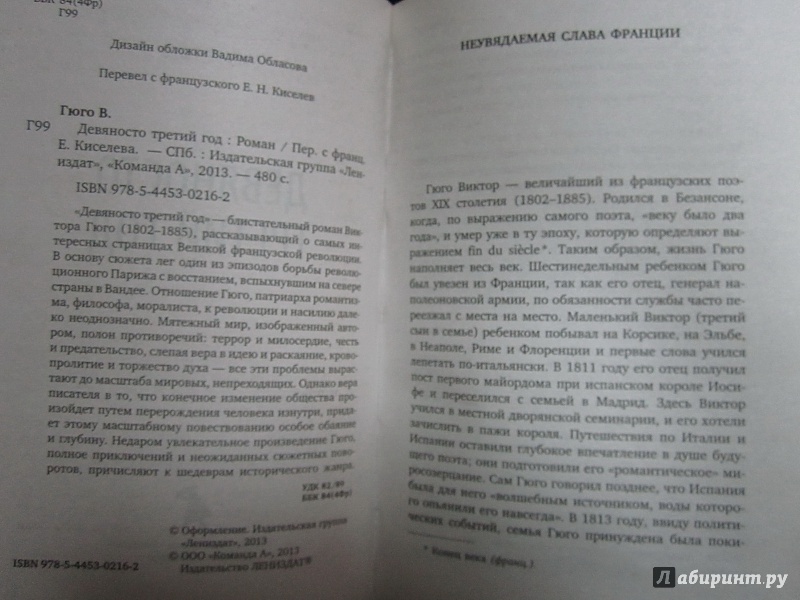 ББК 84(4Фр)
Г99
Дизайн обложки Вадима Обласова
Перевел с французского Е. Н. Киселев
Гюго В.
Г99 Девяносто третий год : Роман / Пер. с франц.
Е. Киселева. — СПб. : Издательская группа «Лен-
издат», «Команда А», 2013. — 480 с.
ISBN 978-5-4453-0216-2
«Девяносто третий год» — блистательный роман Вик-
тора Гюго (1802–1885), рассказывающий о самых ин-
тересных страницах Великой французской революции.
В основу сюжета лег один из эпизодов борьбы револю-
ционного Парижа с восстанием, вспыхнувшим на севере
страны в Вандее. Отношение Гюго, патриарха романтиз-
ма, философа, моралиста, к революции и насилию дале-
ко неоднозначно. Мятежный мир, изображенный авто-
ром, полон противоречий: террор и милосердие, честь
и предательство, слепая вера в идею и раскаяние, крово-
пролитие и торжество духа — все эти проблемы вырас-
тают до масштаба мировых, непреходящих. Однако вера
писателя в то, что конечное изменение общества про-
изойдет путем перерождения человека изнутри, прида-
ет этому масштабному повествованию особое обаяние
и глубину. Недаром увлекательное произведение Гюго,
полное приключений и неожиданных сюжетных пово-
ротов, причисляют к шедеврам исторического жанра.
УДК 82/89
ББК 84(4Фр)
© Оформление. Издательская группа
«Лениздат», 2013
© ООО «Команда А», 2013
ISBN 978-5-4453-0216-2 Издательство ЛЕНИЗДАТ®
НЕУВЯДАЕМАЯ СЛАВА ФРАНЦИИ
Гюго Виктор — величайший из французских поэ-
тов XIX столетия (1802–1885). Родился в Безансоне,
когда, по выражению самого поэта, «веку было два
года», и умер уже в ту эпоху, которую определяют вы-
ражением fin du siècle*. Таким образом, жизнь Гюго
наполняет весь век. Шестинедельным ребенком Гюго
был увезен из Франции, так как его отец, генерал на-
полеоновской армии, по обязанности службы часто пе-
реезжал с места на место. Маленький Виктор (третий
сын в семье) ребенком побывал на Корсике, на Эльбе,
в Неаполе, Риме и Флоренции и первые слова учился
лепетать по-итальянски. В 1811 году его отец получил
пост первого майордома при испанском короле Иоси-
фе и переселился с семьей в Мадрид. Здесь Виктор
учился в местной дворянской семинарии, и его хотели
зачислить в пажи короля. Путешествия по Италии и
Испании оставили глубокое впечатление в душе буду-
щего поэта; они подготовили его «романтическое» ми-
росозерцание. Сам Гюго говорил позднее, что Испания
была для него «волшебным источником, воды которо-
го опьянили его навсегда». В 1813 году, ввиду полити-
ческих событий, семья Гюго принуждена была поки-
* Конец века (франц.).
Лабиринт.ру